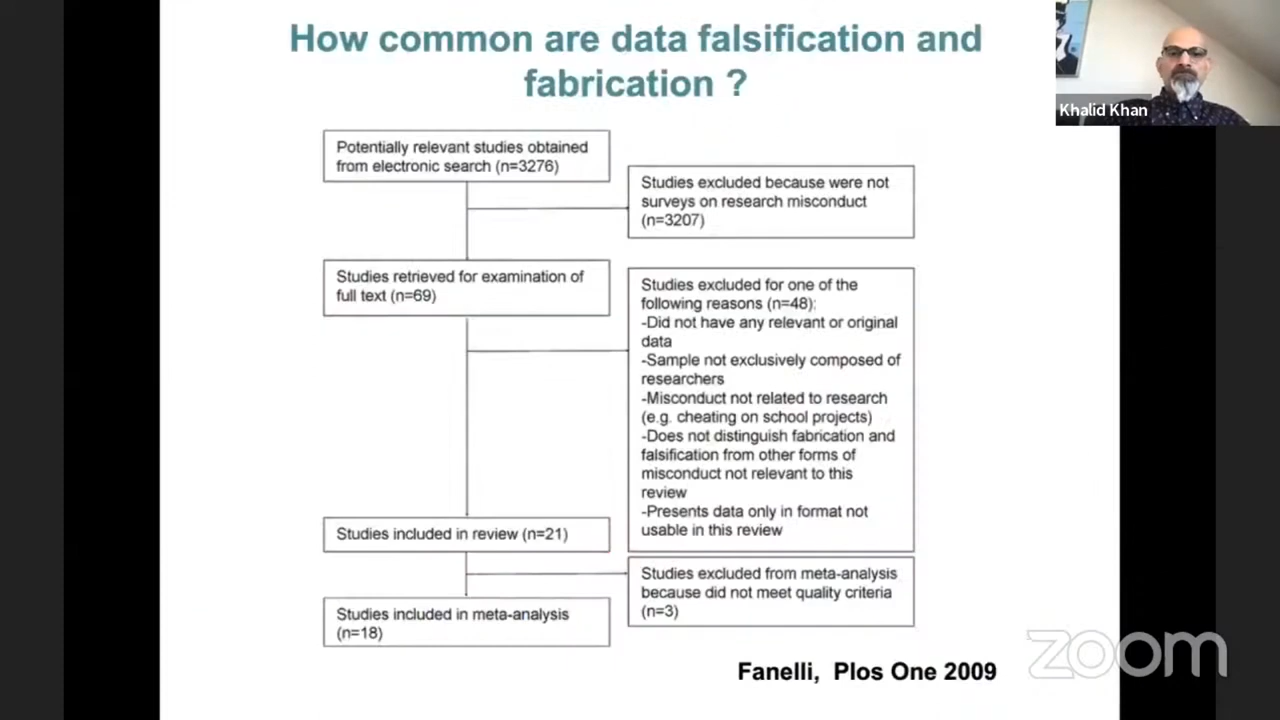 How common are data falsification and
fabrication ?
Khalid Khan
Potentially relevant studies obtained
from electronic search (n=3276)
Studies excluded because were not
surveys on research misconduct
(n=3207)
Studies retrieved for examination of
full text (n=69)
Studies excluded for one of the
following reasons (n=48):
-Did not have any relevant or original
data
-Sample not exclusively composed of
researchers
-Misconduct not related to research
(e.g. cheating on school projects)
-Does not distinguish fabrication and
falsification from other forms of
misconduct not relevant to this
review
-Presents data only in format not
usable in this review
Studies included in review (n=21)
Studies excluded from meta-analysis
because did not meet quality criteria
(n=3)
Studies included in meta-analysis
(n=18)
Fanelli, Plos One 2009
zoom